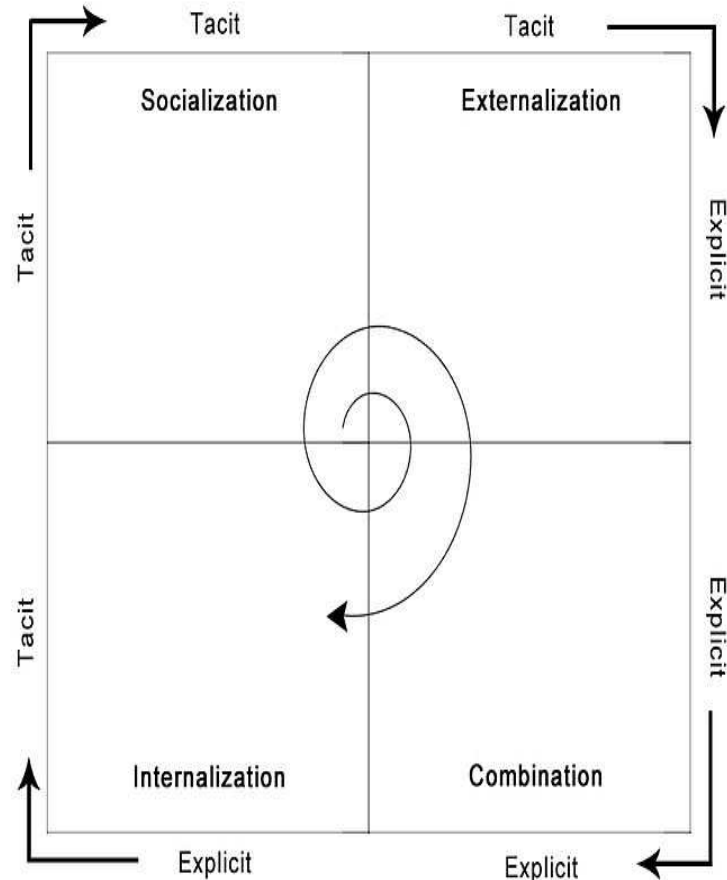 Tacit
Tacit
Socialization
Externalization
Tacit
Explicit
Tacit
Explicit
Internalization
Combination
Explicit
Explicit